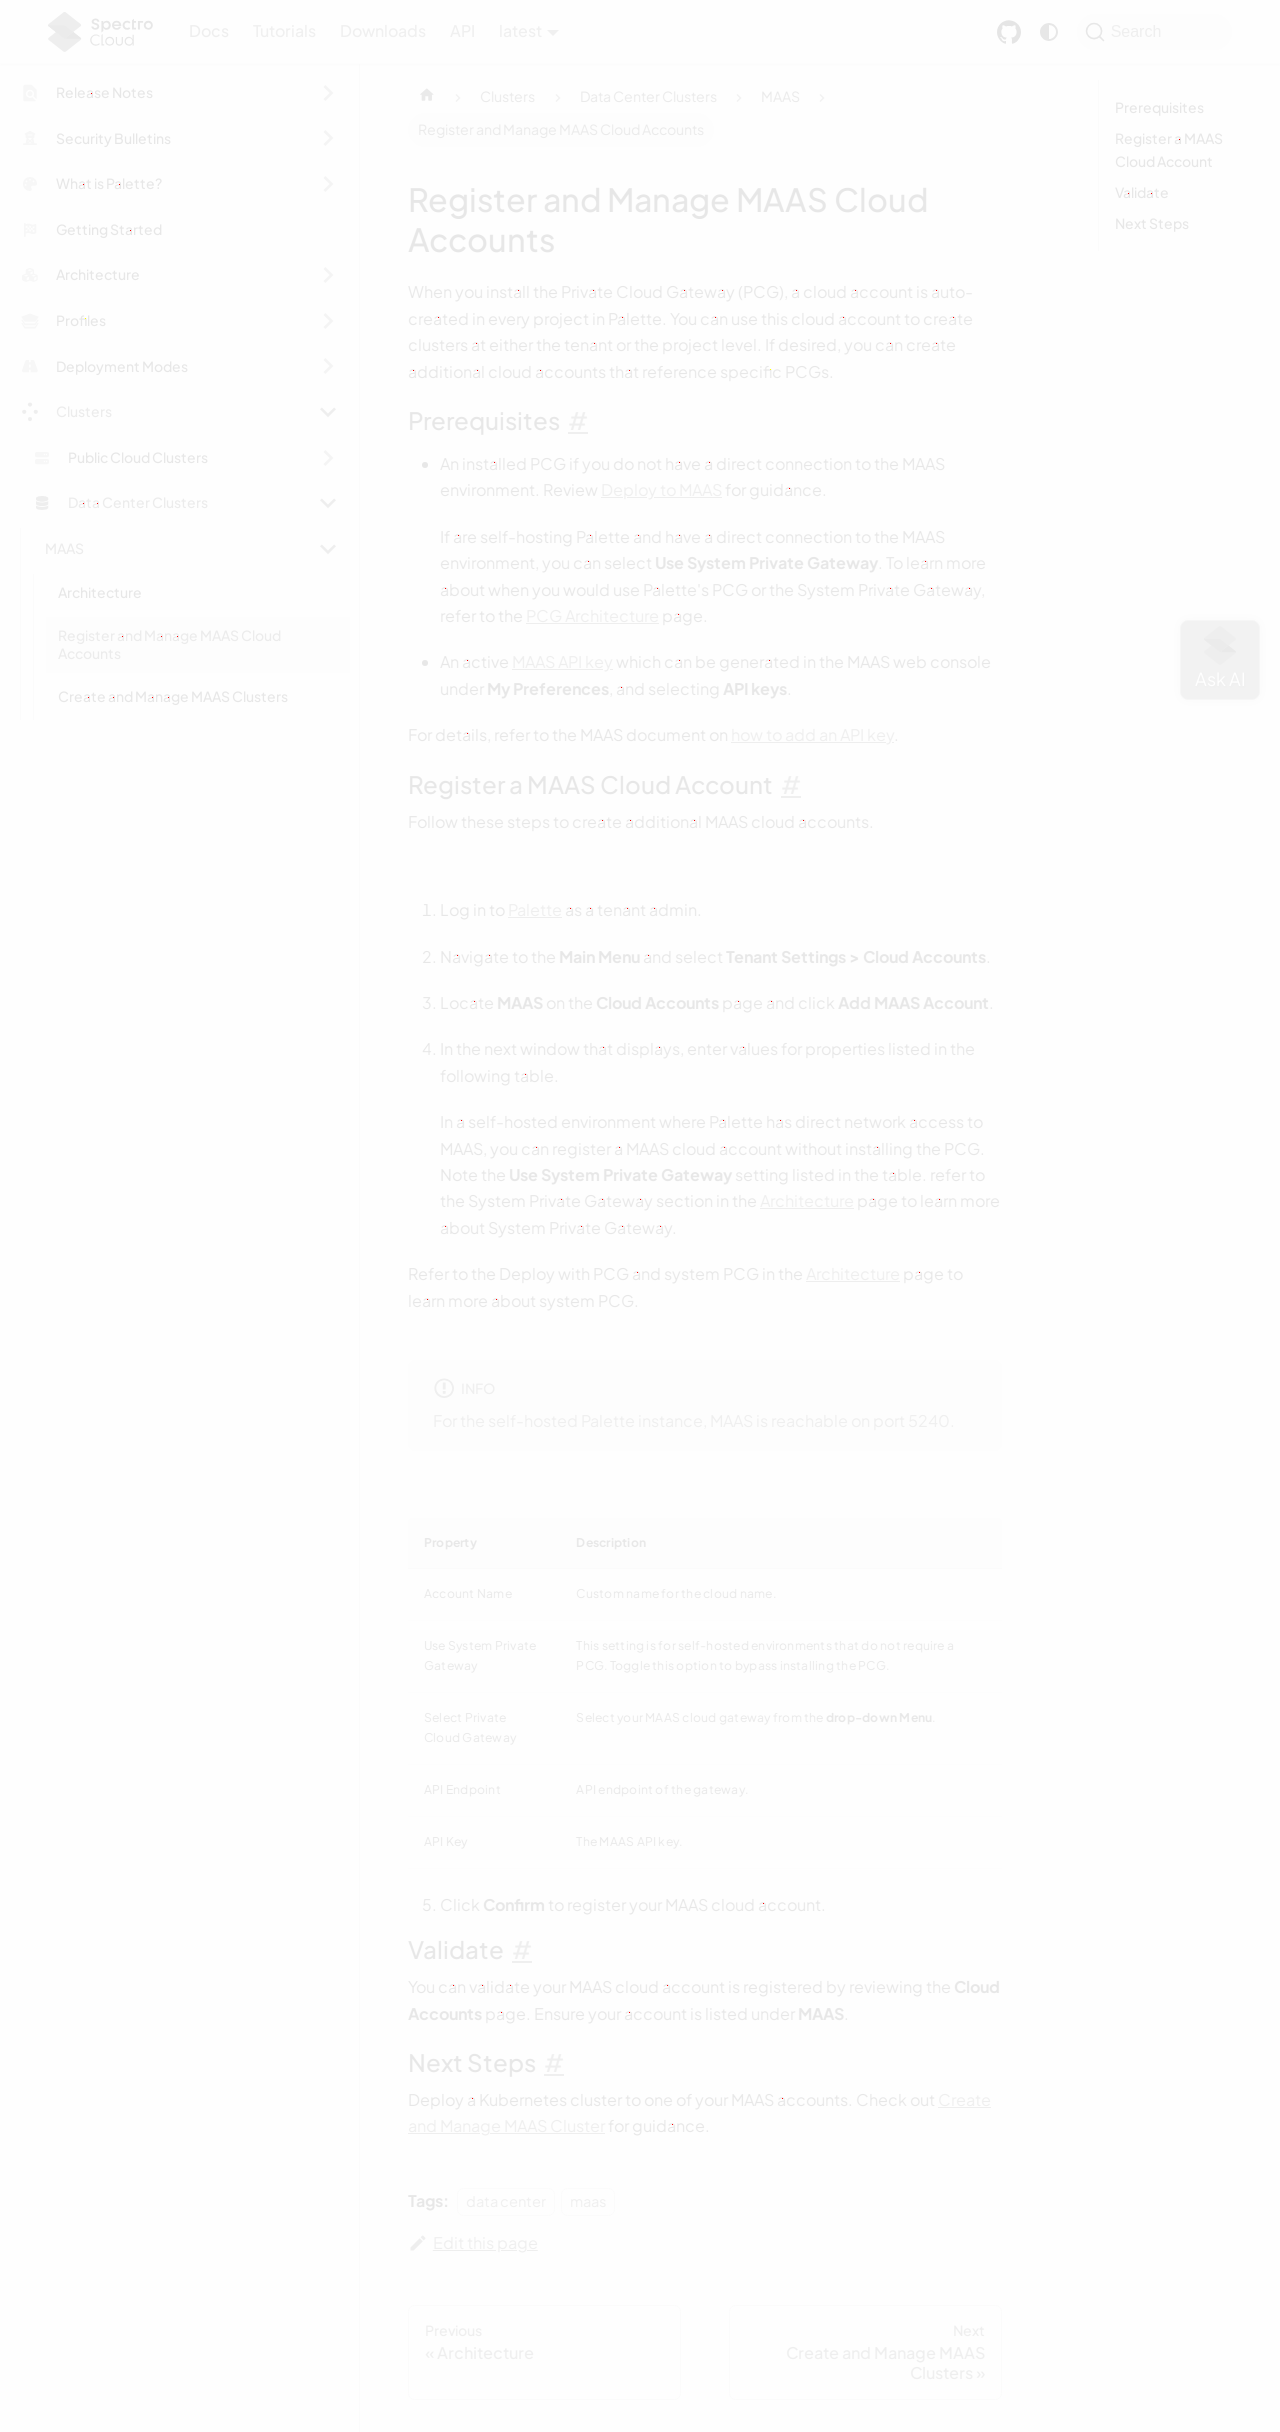 Spectro
Cloud
Docs
Tutorials
Downloads
API
latest
Search
Release Notes
Security Bulletins
What is Palette?
Getting Started
Architecture
Profiles
Deployment Modes
Clusters
Public Cloud Clusters
Data Center Clusters
MAAS
Architecture
Register and Manage MAAS Cloud
Accounts
Create and Manage MAAS Clusters
Clusters
Data Center Clusters
MAAS
Register and Manage MAAS Cloud Accounts
Register and Manage MAAS Cloud
Accounts
When you install the Private Cloud Gateway (PCG), a cloud account is auto-
created in every project in Palette. You can use this cloud account to create
clusters at either the tenant or the project level. If desired, you can create
additional cloud accounts that reference specific PCGs.
Prerequisites #
• An installed PCG if you do not have a direct connection to the MAAS
environment. Review Deploy to MAAS for guidance.
If are self-hosting Palette and have a direct connection to the MAAS
environment, you can select Use System Private Gateway. To learn more
about when you would use Palette's PCG or the System Private Gateway,
refer to the PCG Architecture page.
• An active MAAS API key which can be generated in the MAAS web console
under My Preferences, and selecting API keys.
For details, refer to the MAAS document on how to add an API key.
Register a MAAS Cloud Account #
Follow these steps to create additional MAAS cloud accounts.
1. Log in to Palette as a tenant admin.
2. Navigate to the Main Menu and select Tenant Settings > Cloud Accounts.
3. Locate MAAS on the Cloud Accounts page and click Add MAAS Account.
4. In the next window that displays, enter values for properties listed in the
following table.
In a self-hosted environment where Palette has direct network access to
MAAS, you can register a MAAS cloud account without installing the PCG.
Note the Use System Private Gateway setting listed in the table. refer to
the System Private Gateway section in the Architecture page to learn more
about System Private Gateway.
Refer to the Deploy with PCG and system PCG in the Architecture page to
learn more about system PCG.
INFO
For the self-hosted Palette instance, MAAS is reachable on port 5240.
Property
Description
Account Name
Custom name for the cloud name.
Use System Private
Gateway
This setting is for self-hosted environments that do not require a
PCG. Toggle this option to bypass installing the PCG.
Select Private
Cloud Gateway
Select your MAAS cloud gateway from the drop-down Menu.
API Endpoint
API endpoint of the gateway.
API Key
The MAAS API key.
5. Click Confirm to register your MAAS cloud account.
Validate #
You can validate your MAAS cloud account is registered by reviewing the Cloud
Accounts page. Ensure your account is listed under MAAS.
Next Steps #
Deploy a Kubernetes cluster to one of your MAAS accounts. Check out Create
and Manage MAAS Cluster for guidance.
Tags:
data center
maas
Edit this page
Previous
« Architecture
Next
Create and Manage MAAS
Clusters »
Prerequisites
Register a MAAS
Cloud Account
Validate
Next Steps
Ask AI